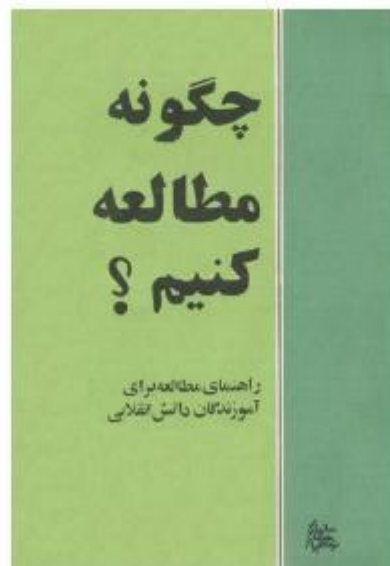 چگونه
مطالعه
کنیم ؟
راهنمای مطالعه برای
آموزندگان دانش انقلابی